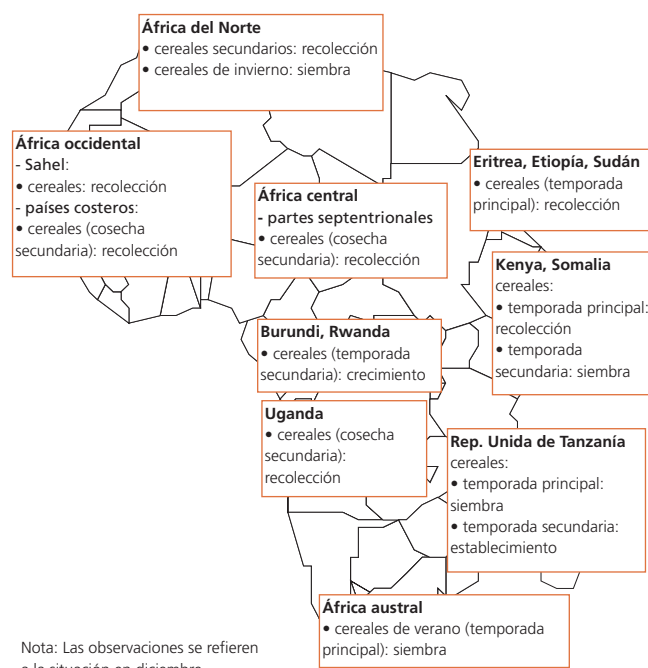 África del Norte
• cereales secundarios: recolección
• cereales de invierno: siembra
África occidental
- Sahel:
• cereales: recolección
- países costeros:
• cereales (cosecha
secundaria): recolección
África central
- partes septentrionales
• cereales (cosecha
secundaria): recolección
Eritrea, Etiopía, Sudán
• cereales (temporada
principal): recolección
Kenya, Somalia
cereales:
• temporada principal:
recolección
• temporada
secundaria: siembra
Burundi, Rwanda
• cereales (temporada
secundaria): crecimiento
Uganda
• cereales (cosecha
secundaria):
recolección
Rep. Unida de Tanzanía
cereales:
• temporada principal:
siembra
• temporada secundaria:
establecimiento
África austral
• cereales de verano (temporada
principal): siembra
Nota: Las observaciones se refieren
a la situación en diciembre